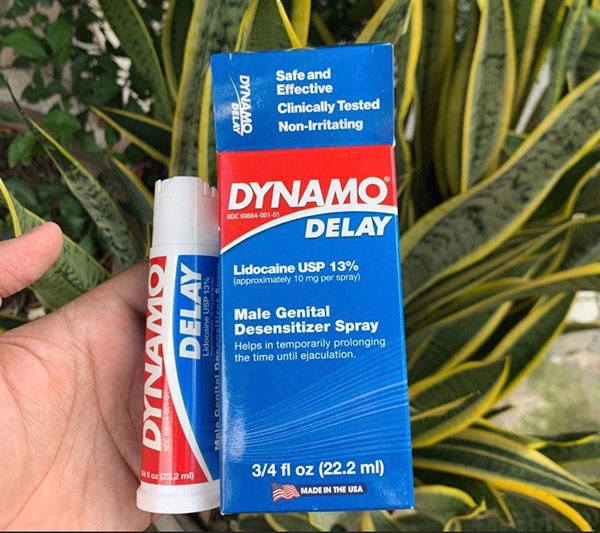 Safe and
Effective
Clinically Tested
Non-Irritating
DYNAMO
DELAY
DYNAMO®
NDC 69664-001-01
DELAY
Lidocaine USP 13%
(approximately 10 mg per spray)
Male Genital
Desensitizer Spray
Helps in temporarily prolonging
the time until ejaculation.
3/4 fl oz (22.2 ml)
MADE IN THE USA
DYNAMO
DELAY
Lidocaine USP 13%
Male Genital Desensitizer Spray
fl oz (22.2 ml)